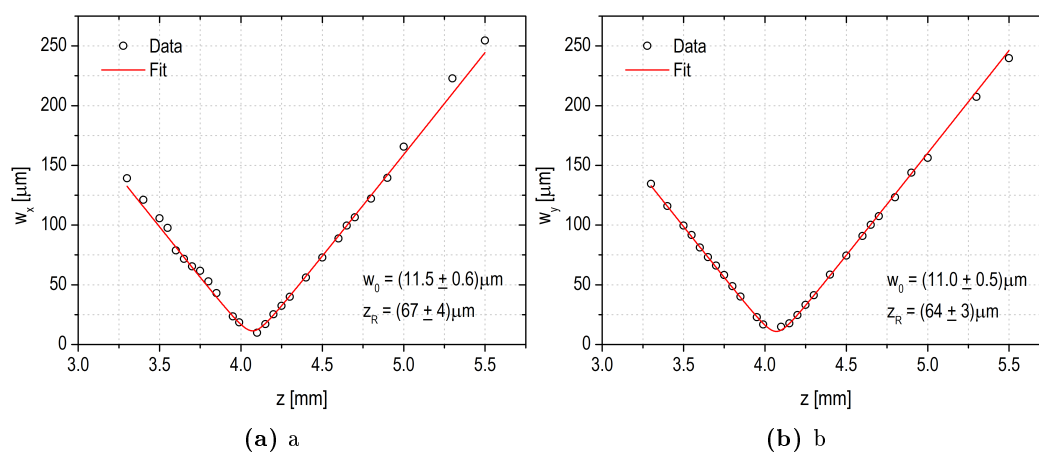 250
200
150
100
50
0
w_x [μm]
Data
Fit
w_0 = (11.5 ± 0.6)μm
z_R = (67 ± 4)μm
3.0 3.5 4.0 4.5 5.0 5.5
z [mm]
(a) a
250
200
150
100
50
0
w_y [μm]
Data
Fit
w_0 = (11.0 ± 0.5)μm
z_R = (64 ± 3)μm
3.0 3.5 4.0 4.5 5.0 5.5
z [mm]
(b) b